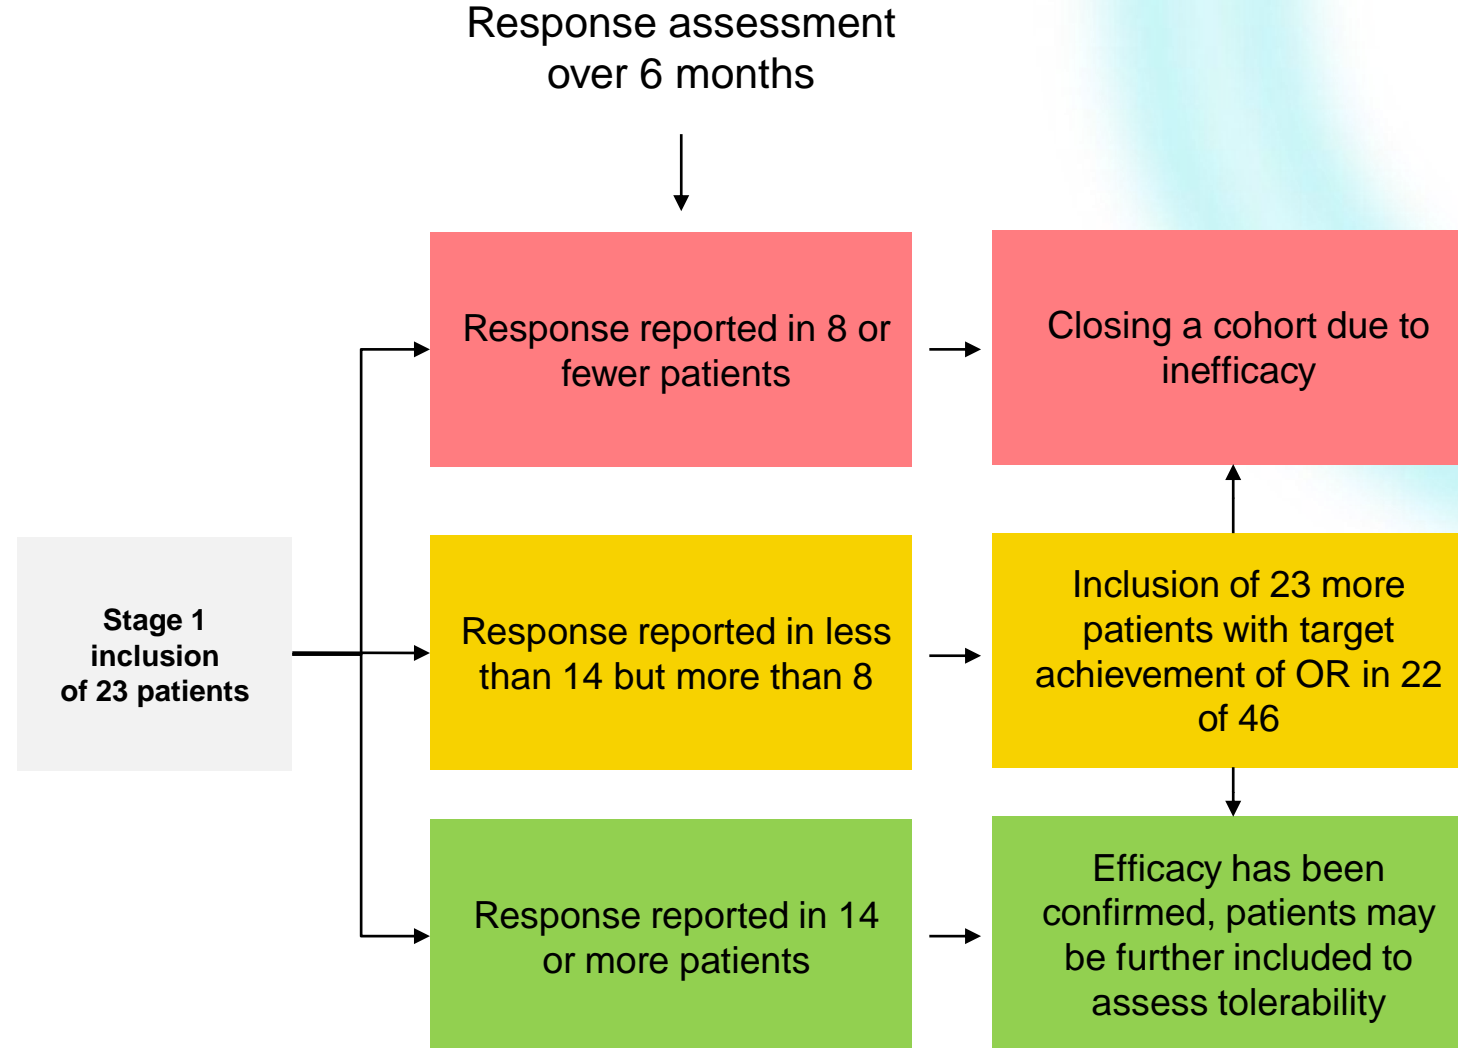 Response assessment
over 6 months
Response reported in 8 or
fewer patients
Closing a cohort due to
inefficacy
Stage 1
inclusion
of 23 patients
Response reported in less
than 14 but more than 8
Inclusion of 23 more
patients with target
achievement of OR in 22
of 46
Response reported in 14
or more patients
Efficacy has been
confirmed, patients may
be further included to
assess tolerability